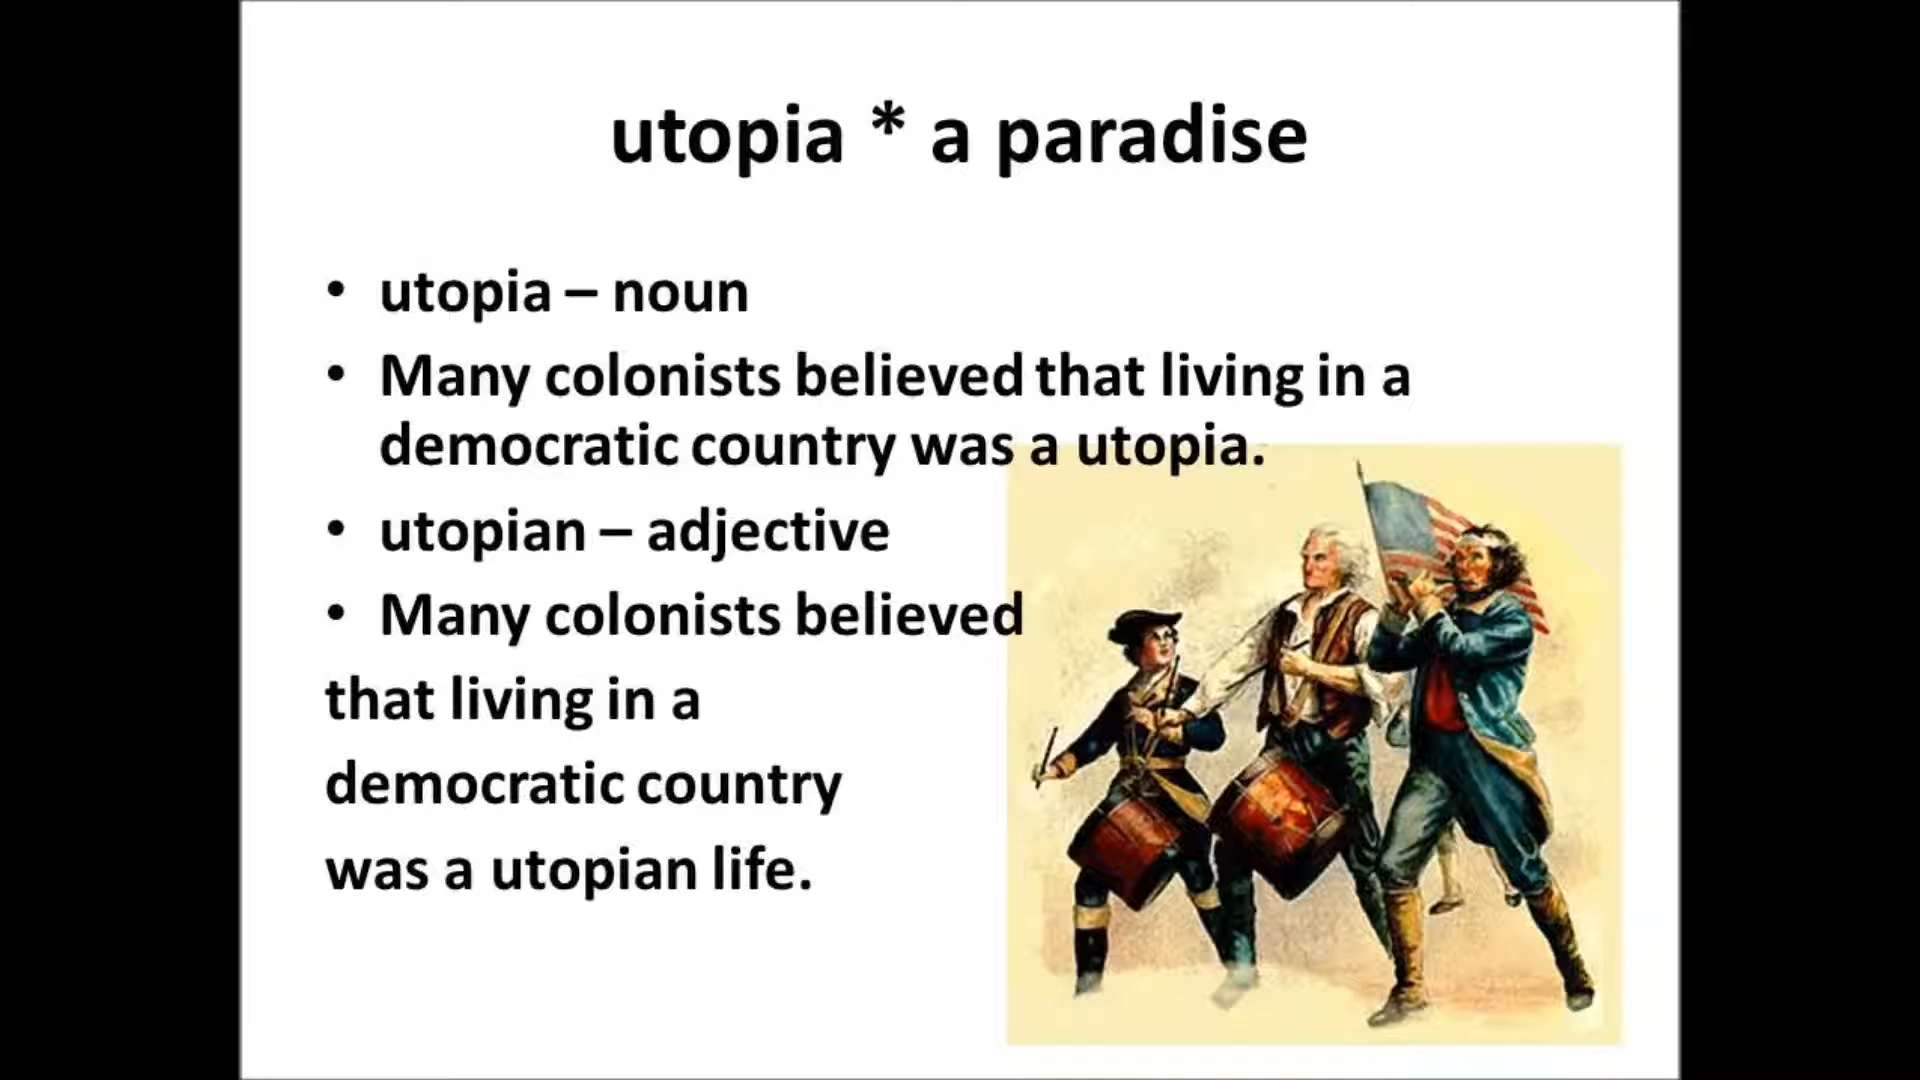 utopia * a paradise
• utopia – noun
• Many colonists believed that living in a
democratic country was a utopia.
• utopian – adjective
• Many colonists believed
that living in a
democratic country
was a utopian life.